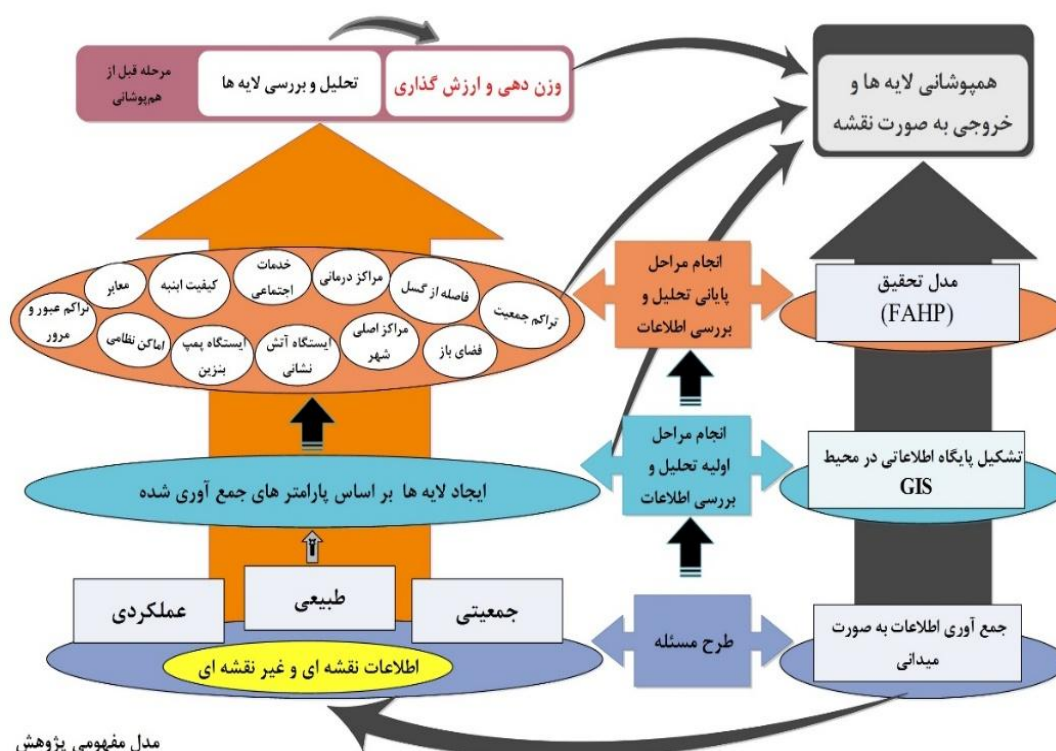 مرحله قبل از
هم‌پوشانی
تحلیل و بررسی لایه ها
وزن دهی و ارزش گذاری
همپوشانی لایه ها و
خروجی به صورت نقشه
تراکم عبور و
مرور
معابر
کیفیت ابنیه
خدمات
اجتماعی
مراکز درمانی
فاصله از گسل
تراکم جمعیت
اماکن نظامی
ایستگاه پمپ
بنزین
ایستگاه آتش
نشانی
مراکز اصلی
شهر
فضای باز
انجام مراحل
پایانی تحلیل و
بررسی اطلاعات
مدل تحقیق
(FAHP)
ایجاد لایه ها بر اساس پارامتر های جمع آوری شده
انجام مراحل
اولیه تحلیل و
بررسی اطلاعات
تشکیل پایگاه اطلاعاتی در محیط
GIS
عملکردی
طبیعی
جمعیتی
اطلاعات نقشه ای و غیر نقشه ای
طرح مسئله
جمع آوری اطلاعات به صورت
میدانی
مدل مفهومی پژوهش